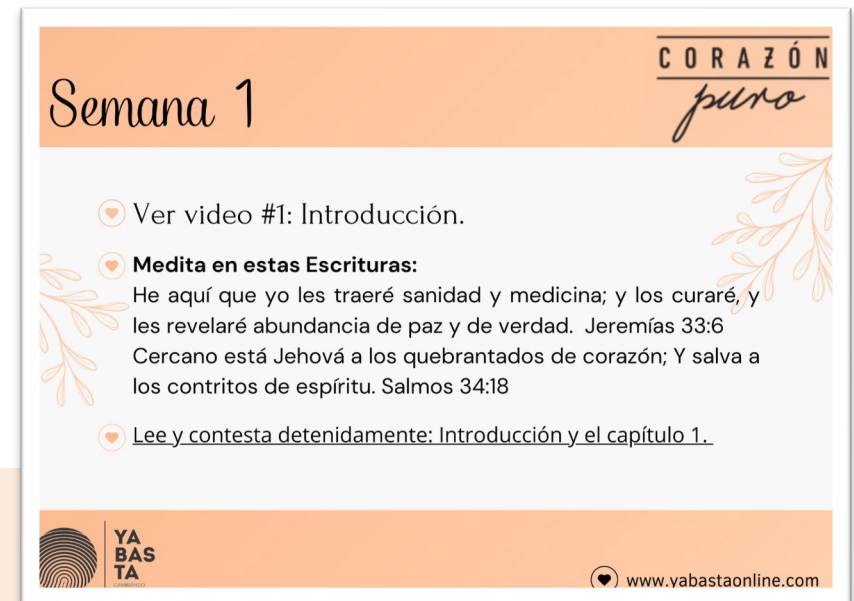 CORAZÓN
puro
Semana 1
Ver video #1: Introducción.
Medita en estas Escrituras:
He aquí que yo les traeré sanidad y medicina; y los curaré, y
les revelaré abundancia de paz y de verdad. Jeremías 33:6
Cercano está Jehová a los quebrantados de corazón; Y salva a
los contritos de espíritu. Salmos 34:18
Lee y contesta detenidamente: Introducción y el capítulo 1.
YA
BAS
TA
www.yabastaonline.com